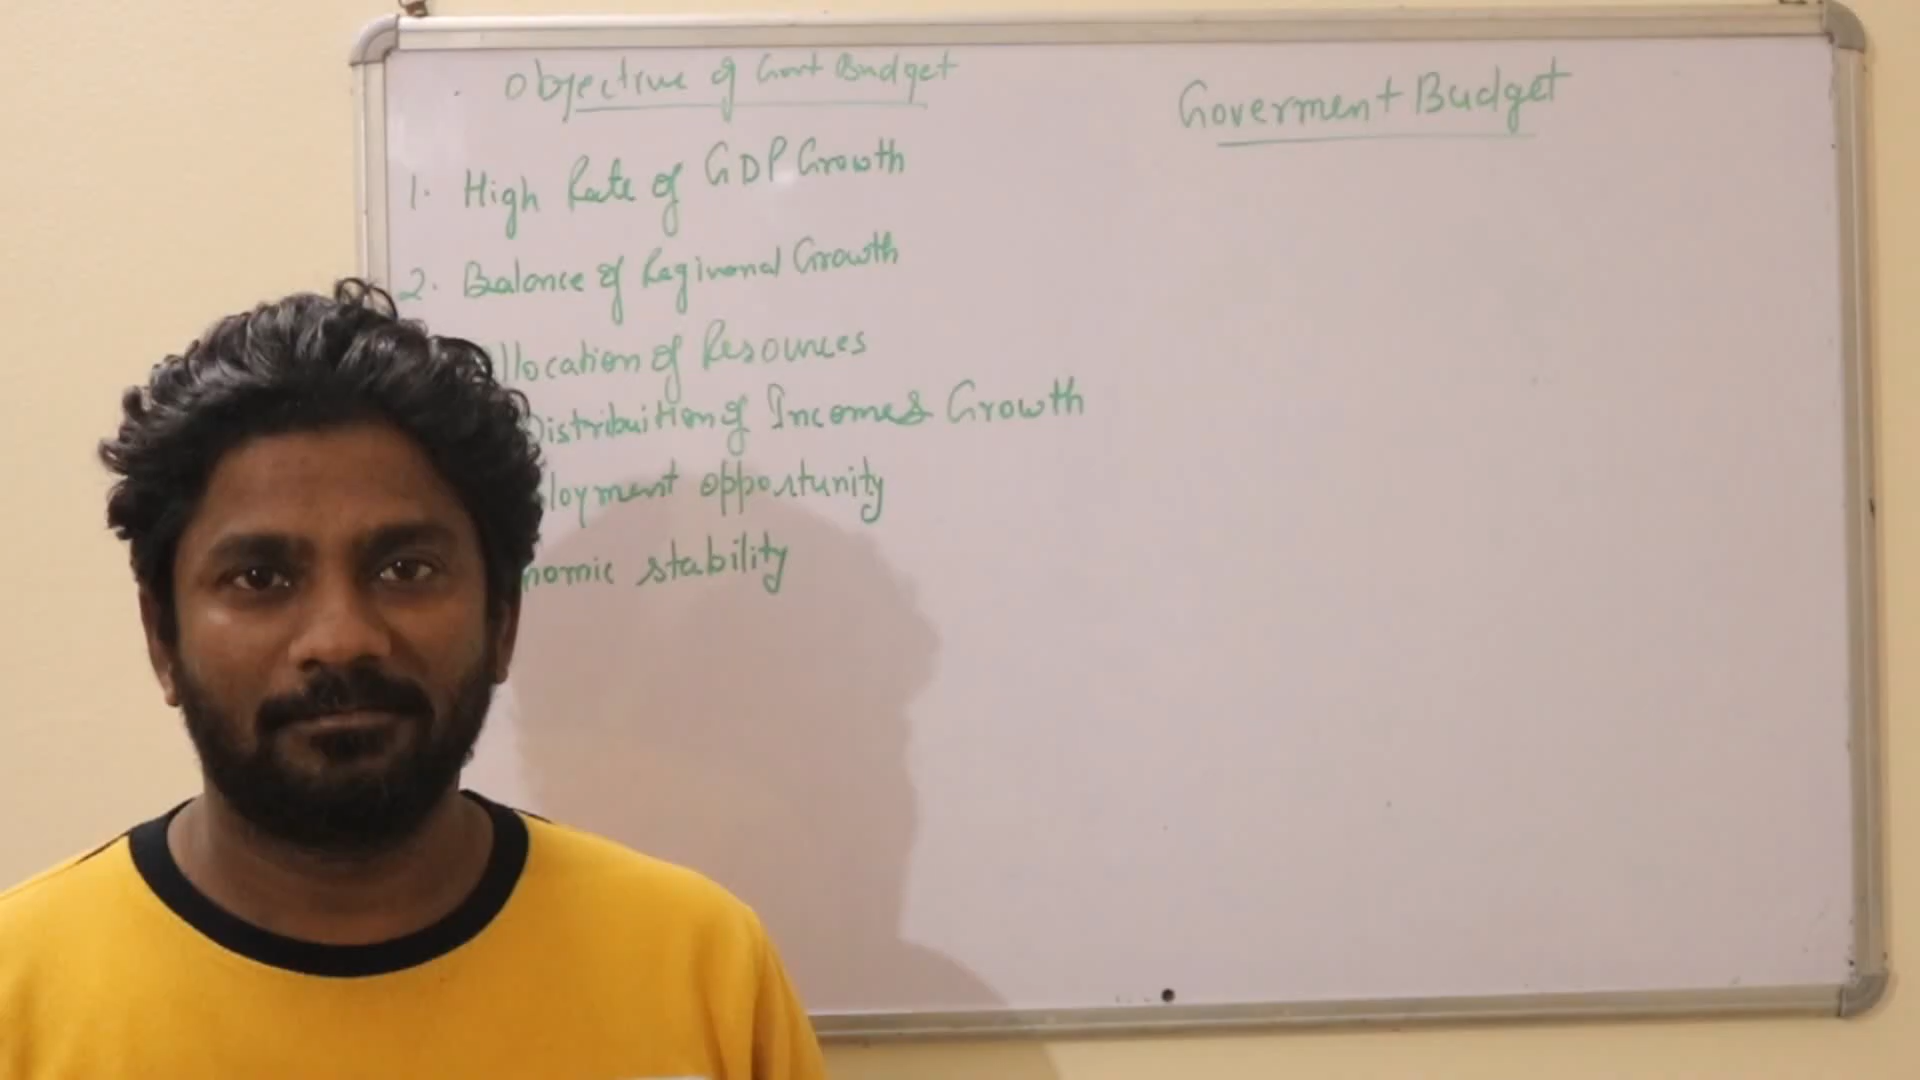 Objective of Govt Budget
1. High Rate of GDP Growth
2. Balance of Reginonal Growth
llocation of Resources
Distribuition of Income & Growth
loyment opportunity
nomic stability
Goverment Budget